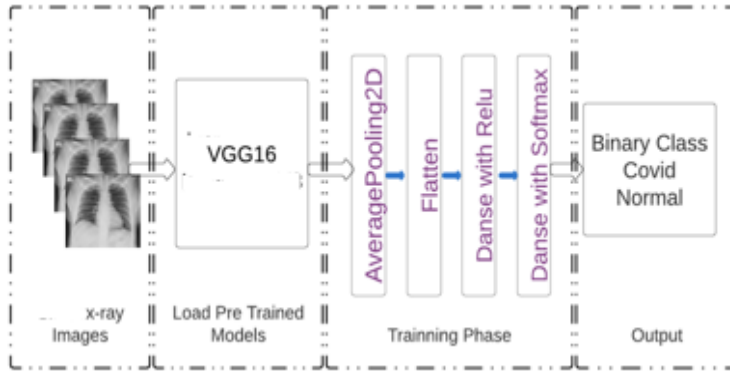 x-ray
Images
VGG16
Load Pre Trained
Models
AveragePooling2D
Flatten
Danse with Relu
Danse with Softmax
Trainning Phase
Binary Class
Covid
Normal
Output